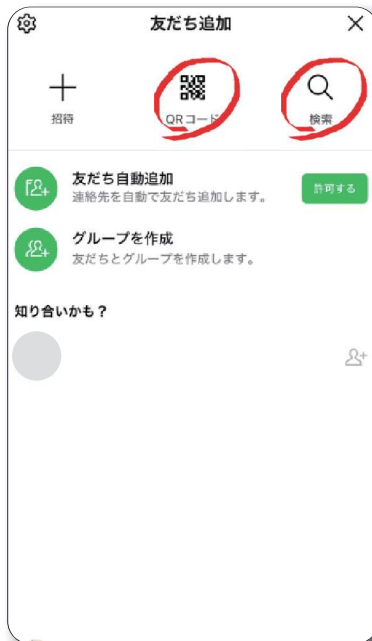 友だち追加
招待
QRコード
検索
友だち自動追加
連絡先を自動で友だち追加します。
許可する
グループを作成
友だちとグループを作成します。
知り合いかも？